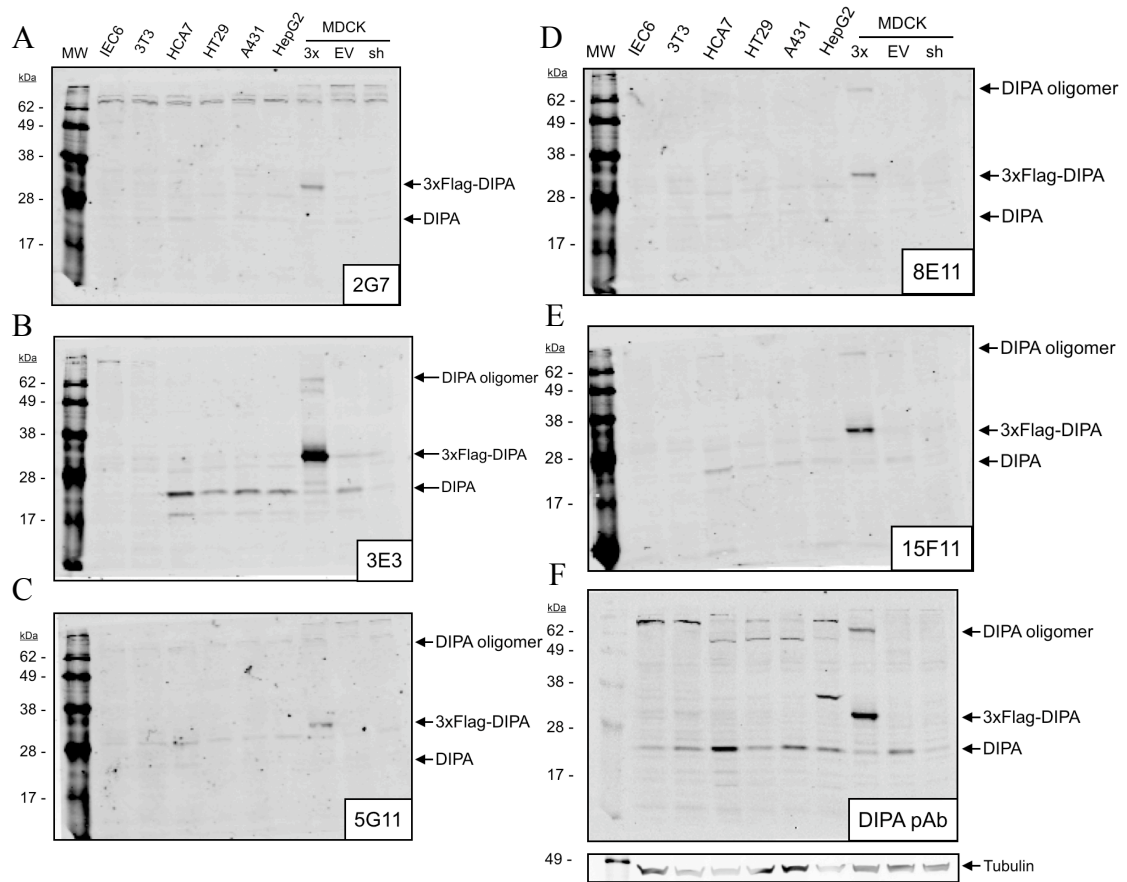 A
MW IEC6 3T3 HCA7 HT29 A431 HepG2 MDCK
3x EV sh
kDa
62 -
49 -
38 -
28 -
17 -
3xFlag-DIPA
DIPA
2G7
B
kDa
62 -
49 -
38 -
28 -
17 -
DIPA oligomer
3xFlag-DIPA
DIPA
3E3
C
kDa
62 -
49 -
38 -
28 -
17 -
DIPA oligomer
3xFlag-DIPA
DIPA
5G11
D
MW IEC6 3T3 HCA7 HT29 A431 HepG2 MDCK
3x EV sh
kDa
62 -
49 -
38 -
28 -
17 -
DIPA oligomer
3xFlag-DIPA
DIPA
8E11
E
kDa
62 -
49 -
38 -
28 -
17 -
DIPA oligomer
3xFlag-DIPA
DIPA
15F11
F
kDa
62 -
49 -
38 -
28 -
17 -
DIPA oligomer
3xFlag-DIPA
DIPA
DIPA pAb
49 -
Tubulin